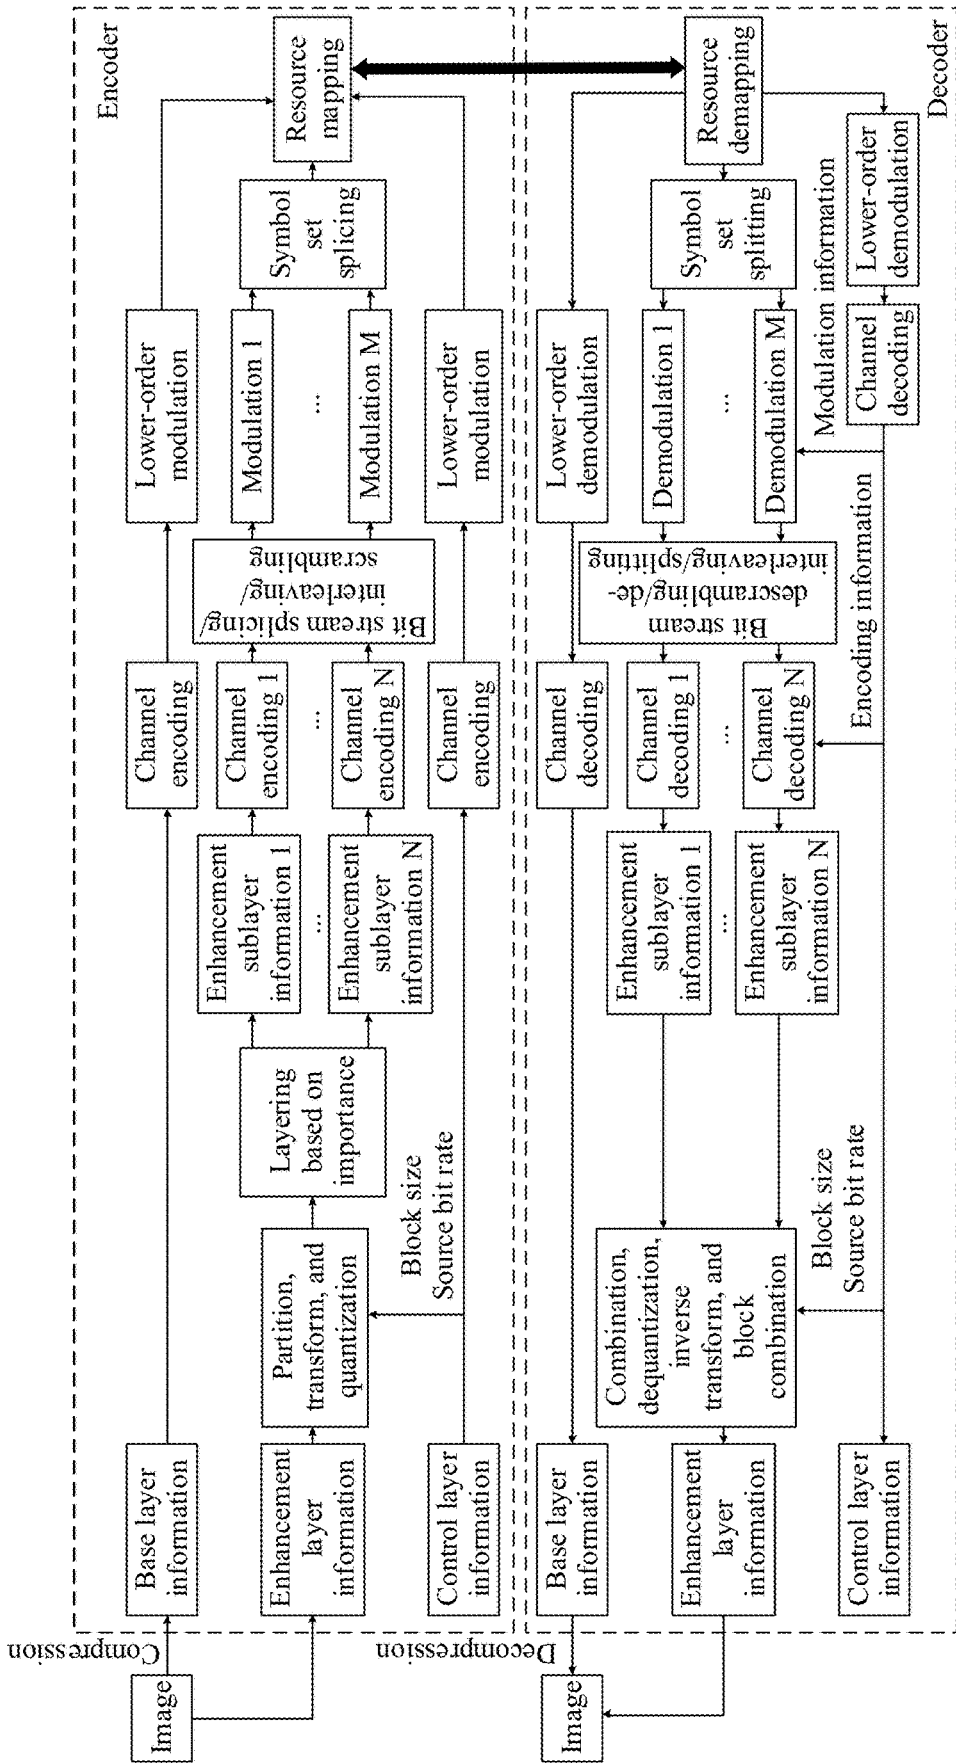 Encoder
Image
Compression
Base layer
information
Channel
encoding
Lower-order
modulation
Enhancement
layer
information
Partition,
transform, and
quantization
Layering
based on
importance
Enhancement
sublayer
information 1
...
Enhancement
sublayer
information N
Channel
encoding 1
...
Channel
encoding N
Bit stream splicing/
interleaving/
scrambling
Modulation 1
...
Modulation M
Symbol
set
splicing
Resource
mapping
Control layer
information
Block size
Source bit rate
Channel
encoding
Lower-order
modulation
Decompression
Image
Base layer
information
Channel
decoding
Lower-order
demodulation
Enhancement
layer
information
Combination,
dequantization,
inverse
transform, and
block
combination
Enhancement
sublayer
information 1
...
Enhancement
sublayer
information N
Channel
decoding 1
...
Channel
decoding N
Bit stream
descrambling/de-
interleaving/splitting
Demodulation 1
...
Demodulation M
Symbol
set
splitting
Resource
demapping
Control layer
information
Block size
Source bit rate
Encoding information
Modulation information
Channel
decoding
Lower-order
demodulation
Decoder